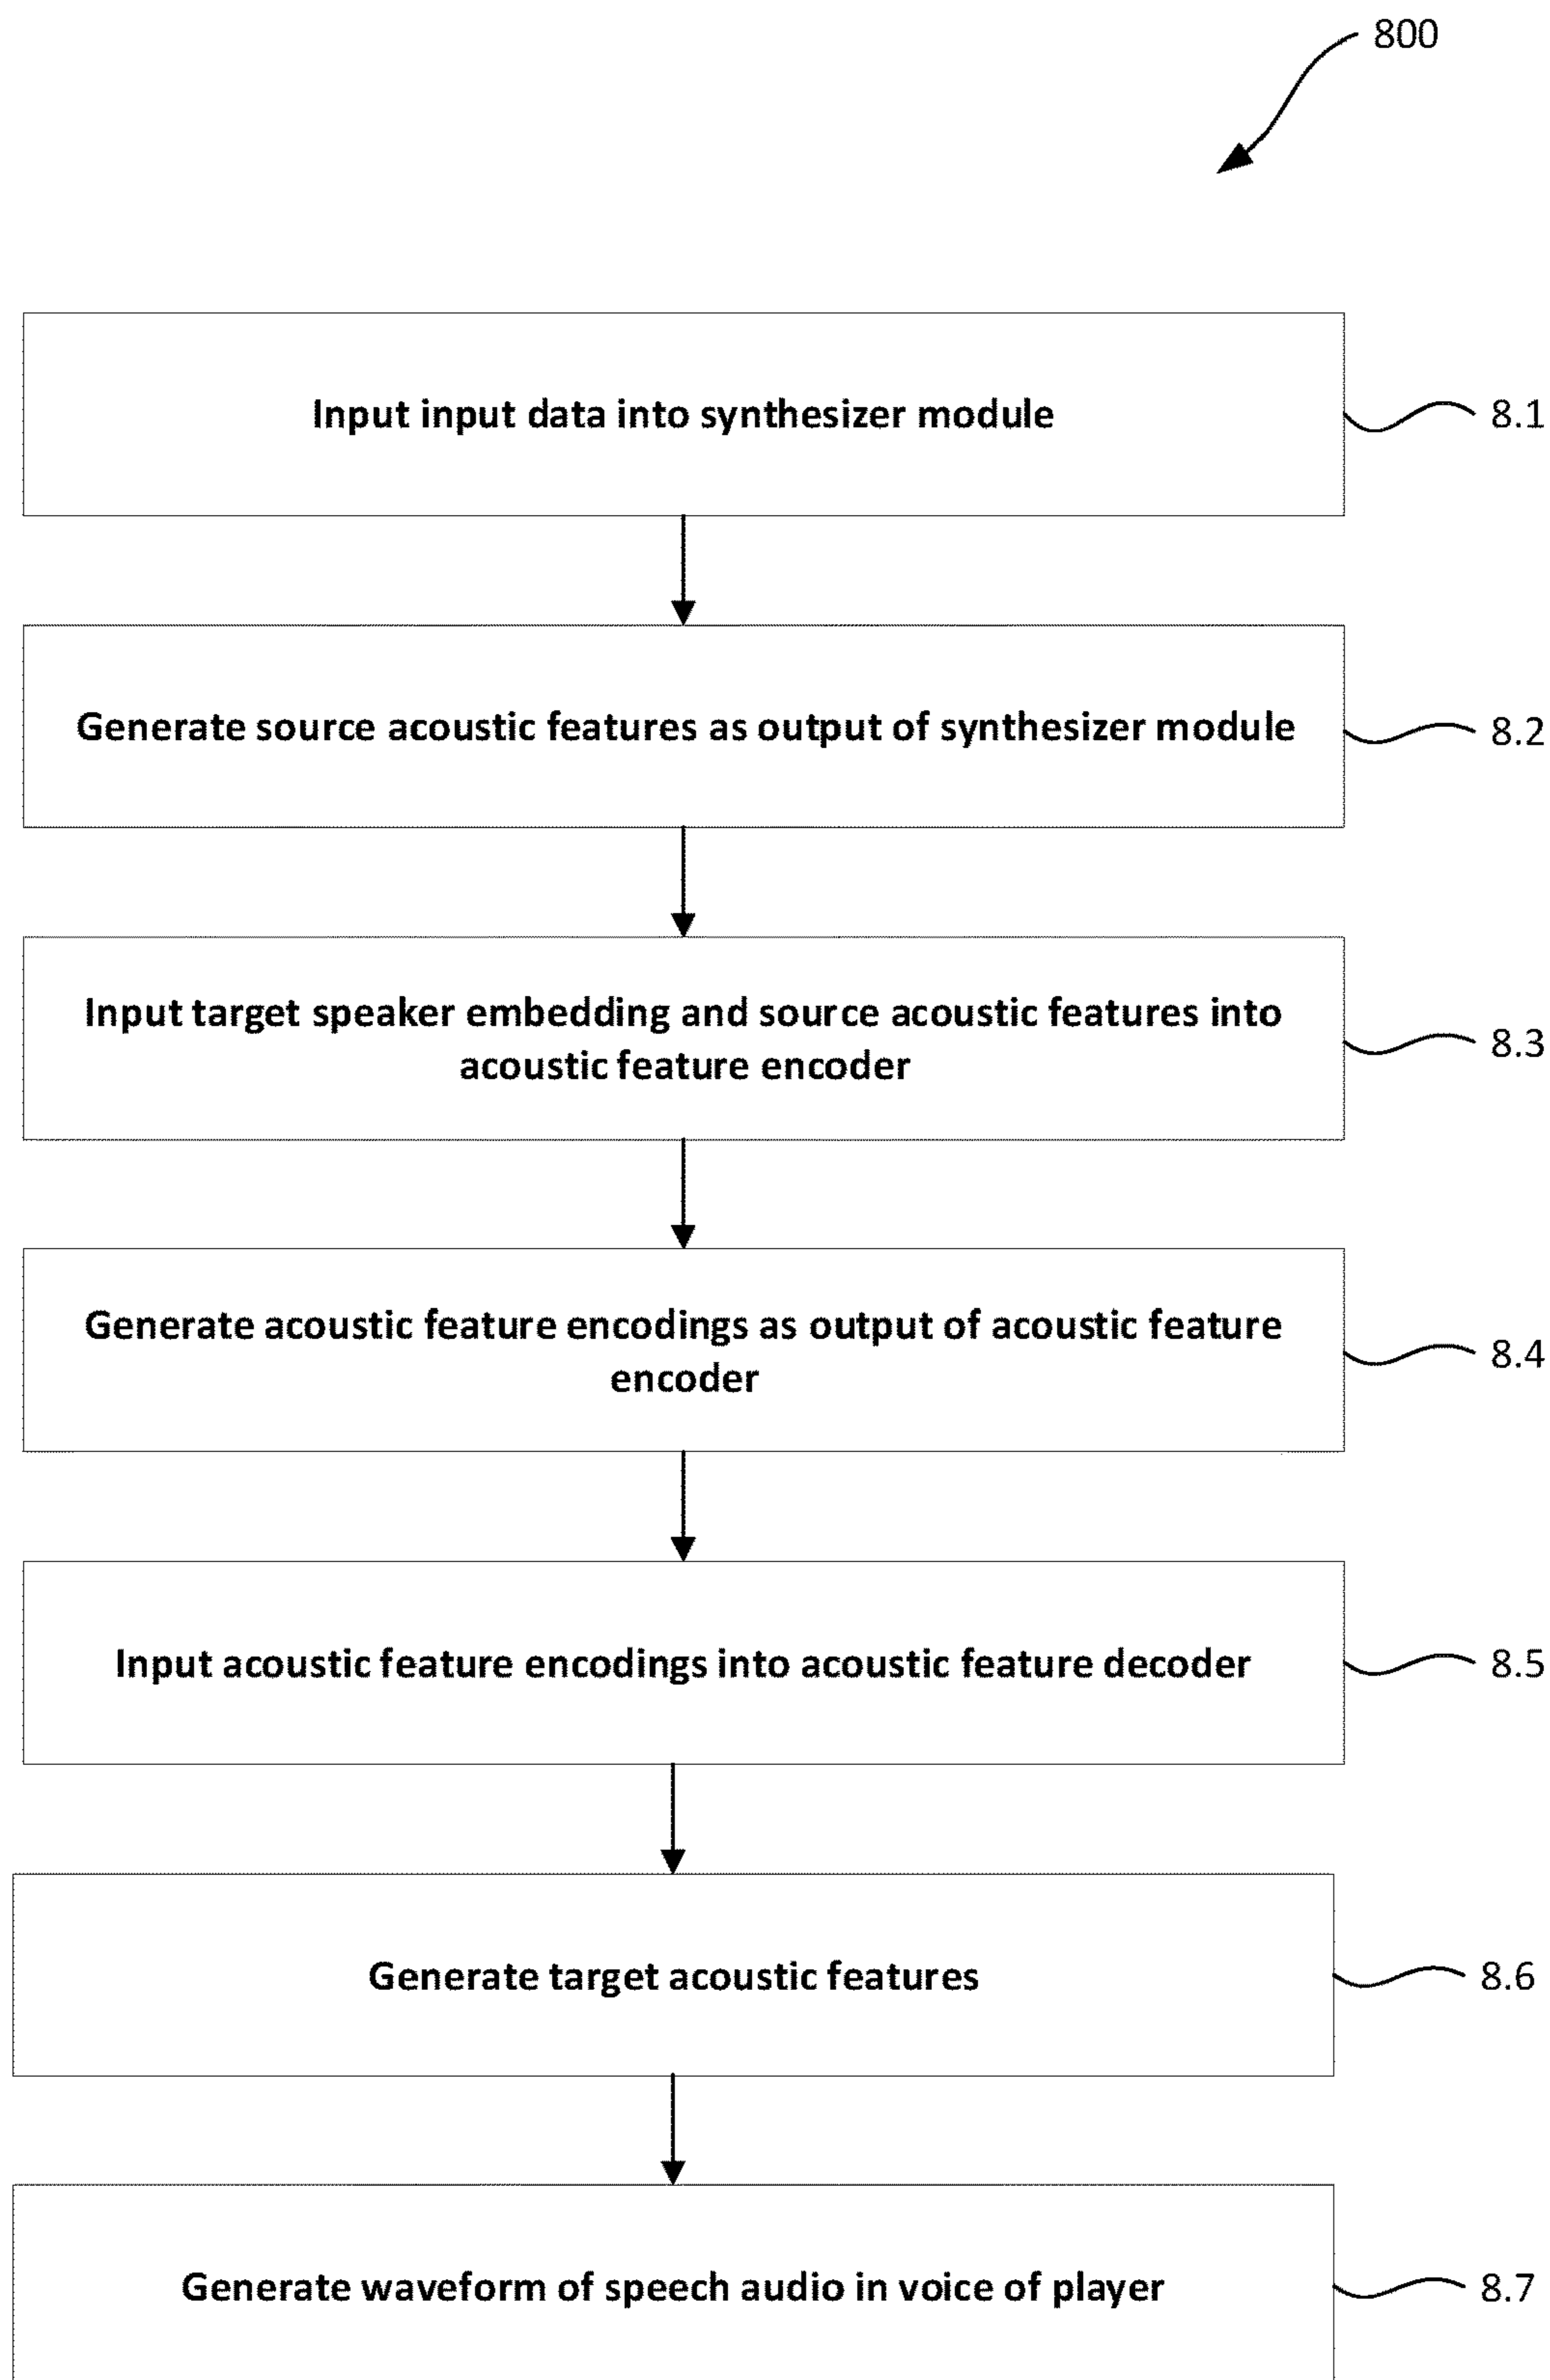 800
Input input data into synthesizer module
8.1
Generate source acoustic features as output of synthesizer module
8.2
Input target speaker embedding and source acoustic features into
acoustic feature encoder
8.3
Generate acoustic feature encodings as output of acoustic feature
encoder
8.4
Input acoustic feature encodings into acoustic feature decoder
8.5
Generate target acoustic features
8.6
Generate waveform of speech audio in voice of player
8.7